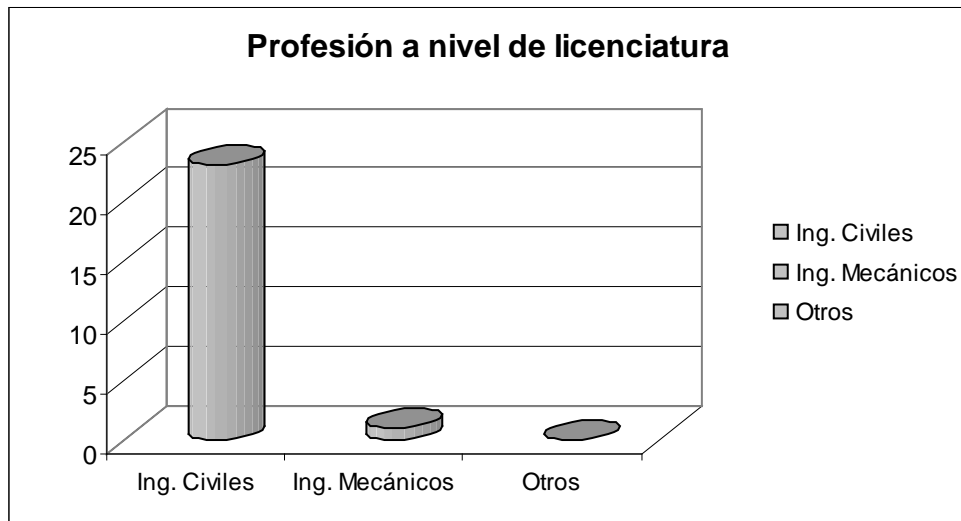 Profesión a nivel de licenciatura
25
20
15
10
5
0
Ing. Civiles
Ing. Mecánicos
Otros
Ing. Civiles
Ing. Mecánicos
Otros